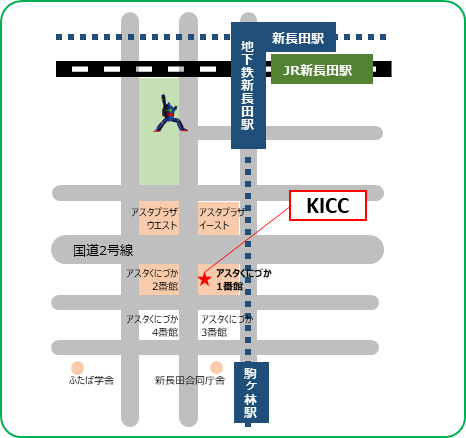 新長田駅
地下鉄新長田駅
JR新長田駅
アスタプラザ
ウエスト
アスタプラザ
イースト
KICC
国道2号線
アスタくにづか
2番館
アスタくにづか
1番館
アスタくにづか
4番館
アスタくにづか
3番館
ふたば学舎
新長田合同庁舎
駒ヶ林駅